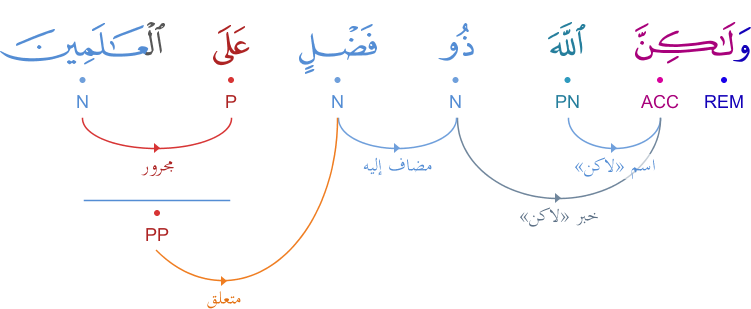 وَلَـٰكِنَّ ٱللَّهَ ذُو فَضْلٍ عَلَى ٱلْعَـٰلَمِينَ
REM ACC PN N N P N
اسم «لاكن» مضاف إليه مجرور
خبر «لاكن»
PP
متعلق